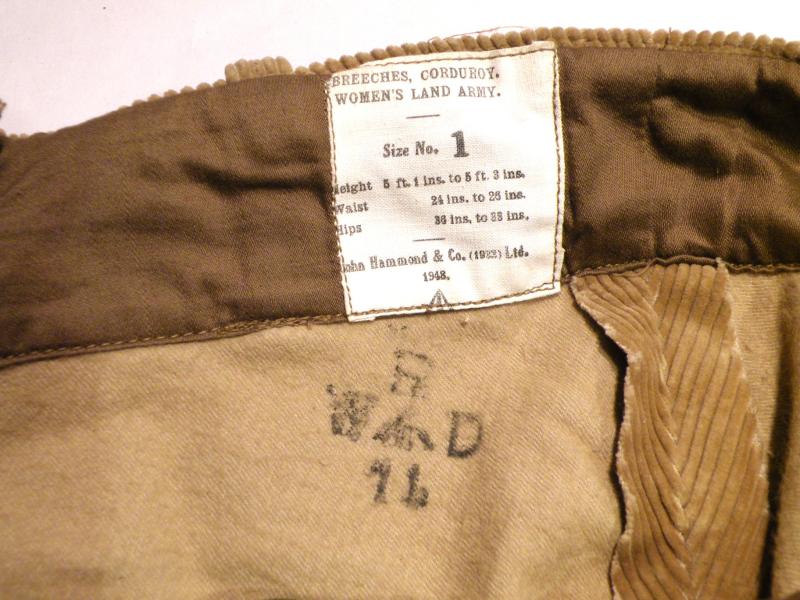 BREECHES, CORDUROY.
WOMEN'S LAND ARMY.
Size No. 1
Height 5 ft. 1 ins. to 5 ft. 3 ins.
Waist 24 ins. to 26 ins.
Hips 36 ins. to 38 ins.
John Hammond & Co. (1922) Ltd.
1948.
W D
14